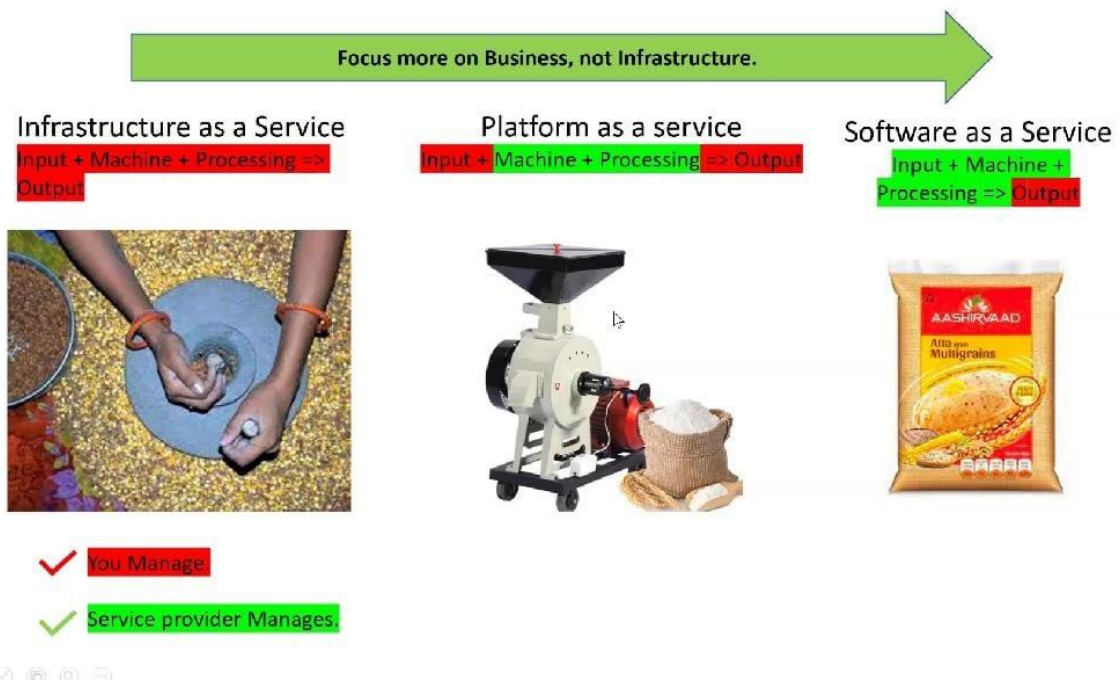 Focus more on Business, not Infrastructure.
Infrastructure as a Service
Input + Machine + Processing =>
Output
Platform as a service
Input + Machine + Processing => Output
Software as a Service
Input + Machine +
Processing => Output
AASHIRVAAD
Atta with
Multigrains
You Manage
Service provider Manages.